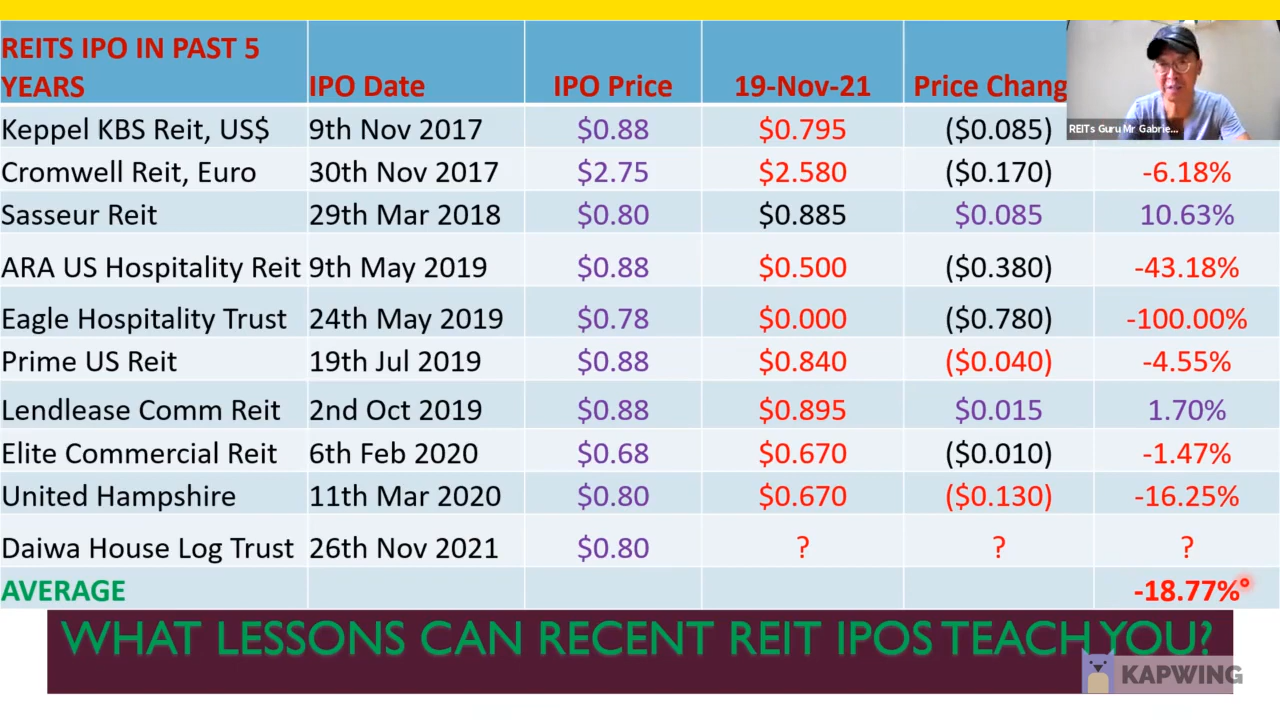 REITS IPO IN PAST 5
YEARS IPO Date IPO Price 19-Nov-21 Price Chang
Keppel KBS Reit, US$ 9th Nov 2017 $0.88 $0.795 ($0.085)
REITs Guru Mr Gabrie...
Cromwell Reit, Euro 30th Nov 2017 $2.75 $2.580 ($0.170) -6.18%
Sasseur Reit 29th Mar 2018 $0.80 $0.885 $0.085 10.63%
ARA US Hospitality Reit 9th May 2019 $0.88 $0.500 ($0.380) -43.18%
Eagle Hospitality Trust 24th May 2019 $0.78 $0.000 ($0.780) -100.00%
Prime US Reit 19th Jul 2019 $0.88 $0.840 ($0.040) -4.55%
Lendlease Comm Reit 2nd Oct 2019 $0.88 $0.895 $0.015 1.70%
Elite Commercial Reit 6th Feb 2020 $0.68 $0.670 ($0.010) -1.47%
United Hampshire 11th Mar 2020 $0.80 $0.670 ($0.130) -16.25%
Daiwa House Log Trust 26th Nov 2021 $0.80 ? ? ?
AVERAGE -18.77%
WHAT LESSONS CAN RECENT REIT IPOS TEACH YOU?
KAPWING